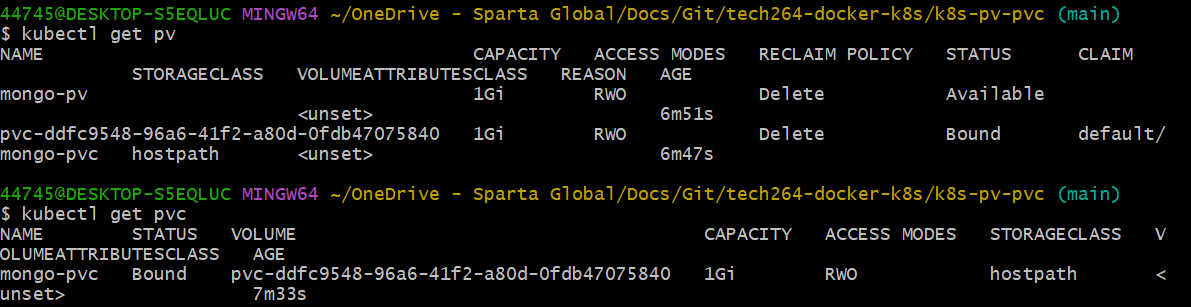 44745@DESKTOP-S5EQLUC MINGW64 ~/OneDrive - Sparta Global/Docs/Git/tech264-docker-k8s/k8s-pv-pvc (main)
$ kubectl get pv
NAME                                       CAPACITY   ACCESS MODES   RECLAIM POLICY   STATUS      CLAIM
            STORAGECLASS   VOLUMEATTRIBUTESCLASS   REASON   AGE
mongo-pv                                   1Gi        RWO            Delete           Available
                           <unset>                          6m51s
pvc-ddfc9548-96a6-41f2-a80d-0fdb47075840   1Gi        RWO            Delete           Bound       default/
mongo-pvc   hostpath       <unset>                          6m47s
44745@DESKTOP-S5EQLUC MINGW64 ~/OneDrive - Sparta Global/Docs/Git/tech264-docker-k8s/k8s-pv-pvc (main)
$ kubectl get pvc
NAME        STATUS   VOLUME                                     CAPACITY   ACCESS MODES   STORAGECLASS   V
OLUMEATTRIBUTESCLASS   AGE
mongo-pvc   Bound    pvc-ddfc9548-96a6-41f2-a80d-0fdb47075840   1Gi        RWO            hostpath       <
unset>                 7m33s